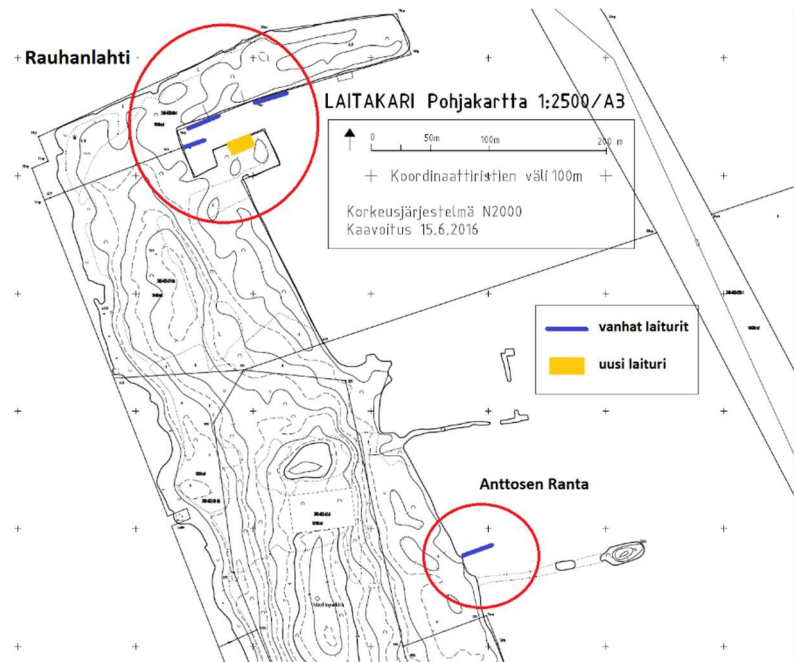 Rauhanlahti
LAITAKARI Pohjakartta 1:2500/A3
0 50m 100m 200 m
Koordinaattiristien väli 100m
Korkeusjärjestelmä N2000
Kaavoitus 15.6.2016
vanhat laiturit
uusi laituri
Anttosen Ranta